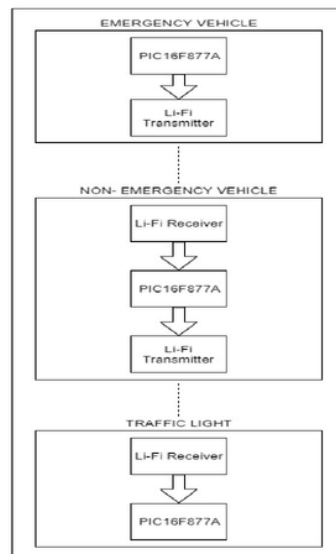 EMERGENCY VEHICLE
PIC16F877A
Li-Fi
Transmitter
NON- EMERGENCY VEHICLE
Li-Fi Receiver
PIC16F877A
Li-Fi
Transmitter
TRAFFIC LIGHT
Li-Fi Receiver
PIC16F877A